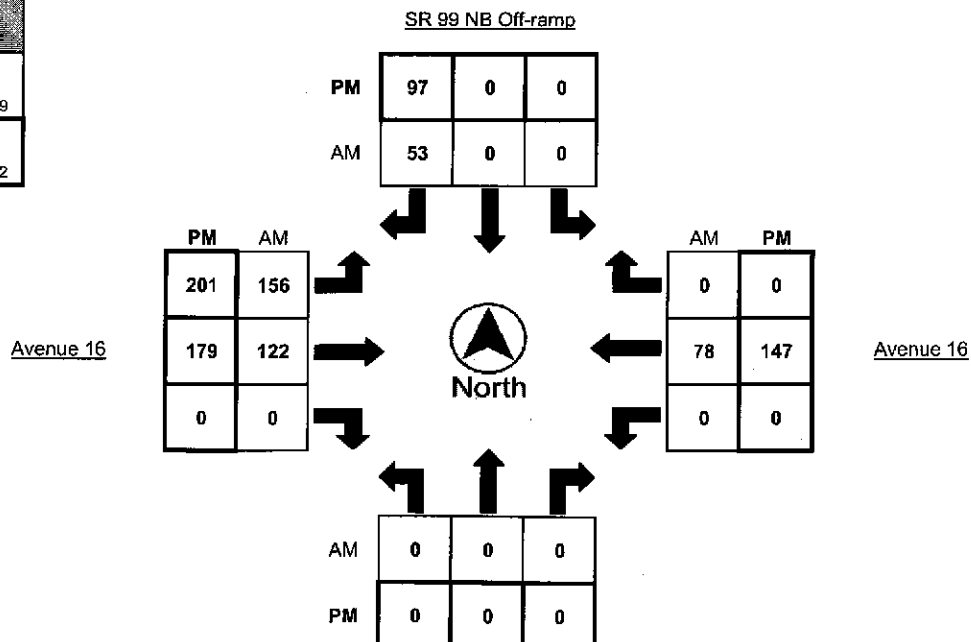 SR 99 NB Off-ramp
PM 97 0 0
9
AM 53 0 0
2
PM AM
AM PM
201 156
0 0
Avenue 16
179 122
North
78 147
Avenue 16
0 0
0 0
AM 0 0 0
PM 0 0 0